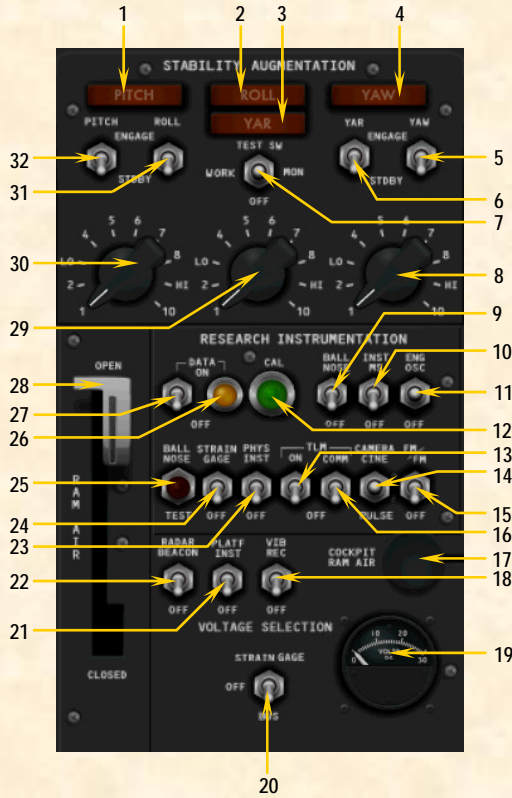 1 2 3 4
STABILITY AUGMENTATION
PITCH ROLL YAW
YAR
PITCH ROLL TEST SW YAR YAW
ENGAGE ENGAGE
WORK MON
STDBY OFF STDBY
32 31 5 6 7
1 LO 2 4 5 6 7 8 HI 10
1 LO 2 4 5 6 7 8 HI 10
1 LO 2 4 5 6 7 8 HI 10
30 29 8
RESEARCH INSTRUMENTATION
OPEN
DATA ON CAL BALL NOSE INST MD ENG OSC
OFF OFF OFF OFF
28 27 26 9 10 11 12
BALL NOSE STRAIN GAGE PHYS INST TLM ON COMM CAMERA CINE FM/FM
TEST OFF OFF OFF PULSE OFF
25 24 23 13 14 15 16
RAM AIR
RADAR BEACON PLATF INST VIB REC COCKPIT RAM AIR
OFF OFF OFF
22 21 17 18
VOLTAGE SELECTION
0 10 20 30
VOLTS
D.C.
19
CLOSED
STRAIN GAGE
OFF
BUS
20